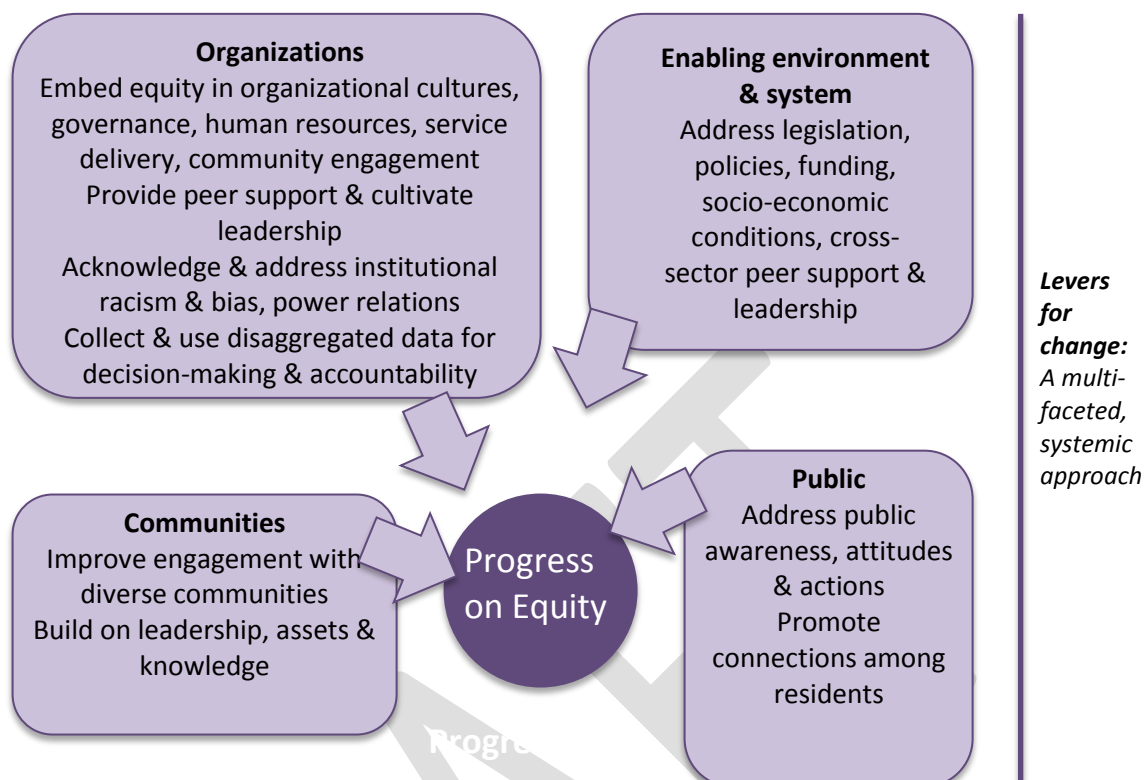 Organizations
Embed equity in organizational cultures,
governance, human resources, service
delivery, community engagement
Provide peer support & cultivate
leadership
Acknowledge & address institutional
racism & bias, power relations
Collect & use disaggregated data for
decision-making & accountability
Enabling environment
& system
Address legislation,
policies, funding,
socio-economic
conditions, cross-
sector peer support &
leadership
Levers
for
change:
A multi-
faceted,
systemic
approach
Communities
Improve engagement with
diverse communities
Build on leadership, assets &
knowledge
Progress
on Equity
Public
Address public
awareness, attitudes
& actions
Promote
connections among
residents